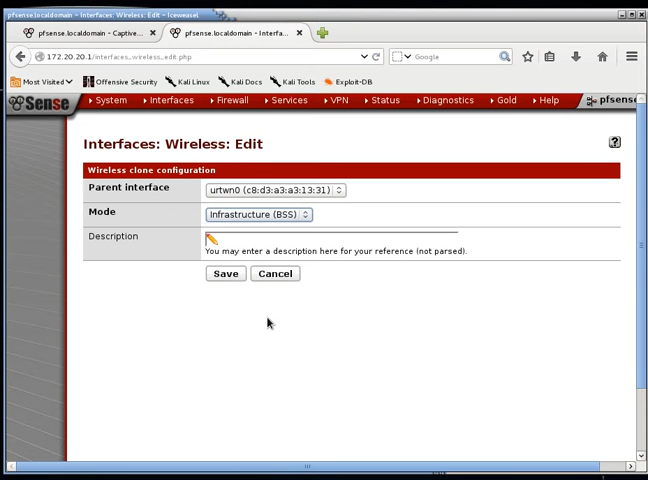 pfsense.localdomain - Interfaces: Wireless: Edit - Iceweasel
pfsense.localdomain - Captive... × pfsense.localdomain - Interfa... ×
172.20.20.1/interfaces_wireless_edit.php Google
Most Visited Offensive Security Kali Linux Kali Docs Kali Tools Exploit-DB
Sense System Interfaces Firewall Services VPN Status Diagnostics Gold Help pfsense
Interfaces: Wireless: Edit ?
Wireless clone configuration
Parent interface urtwn0 (c8:d3:a3:a3:13:31)
Mode Infrastructure (BSS)
Description
You may enter a description here for your reference (not parsed).
Save Cancel